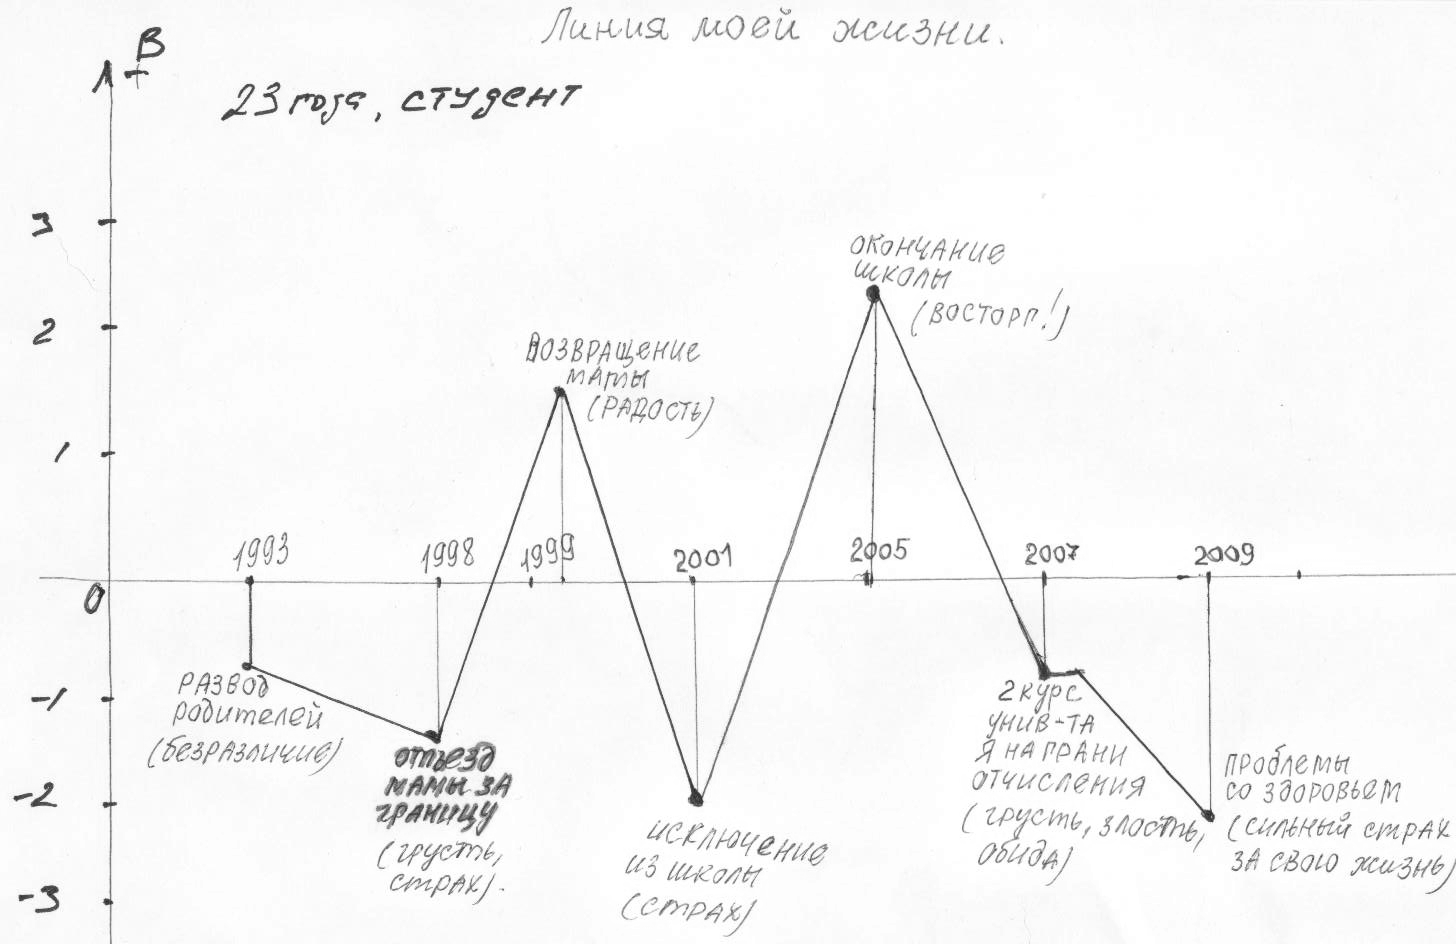 Линия моей жизни.
В
1 +
23 года, студент
3
2
1
0
-1
-2
-3
1993
1998
1999
2001
2005
2007
2009
РАЗВОД
родителей
(безразличие)
отъезд
мамы за
границу
(грусть,
страх).
возвращение
мамы
(РАДОСТЬ)
исключение
из школы
(страх)
окончание
школы
(восторг!)
2 курс
унив-та
я на грани
отчисления
(грусть, злость,
обида)
проблемы
со здоровьем
(сильный страх
за свою жизнь)